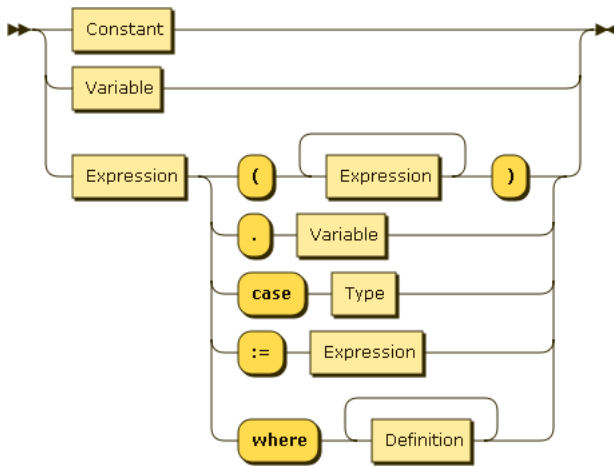 Constant
Variable
Expression ( Expression )
. Variable
case Type
:= Expression
where Definition